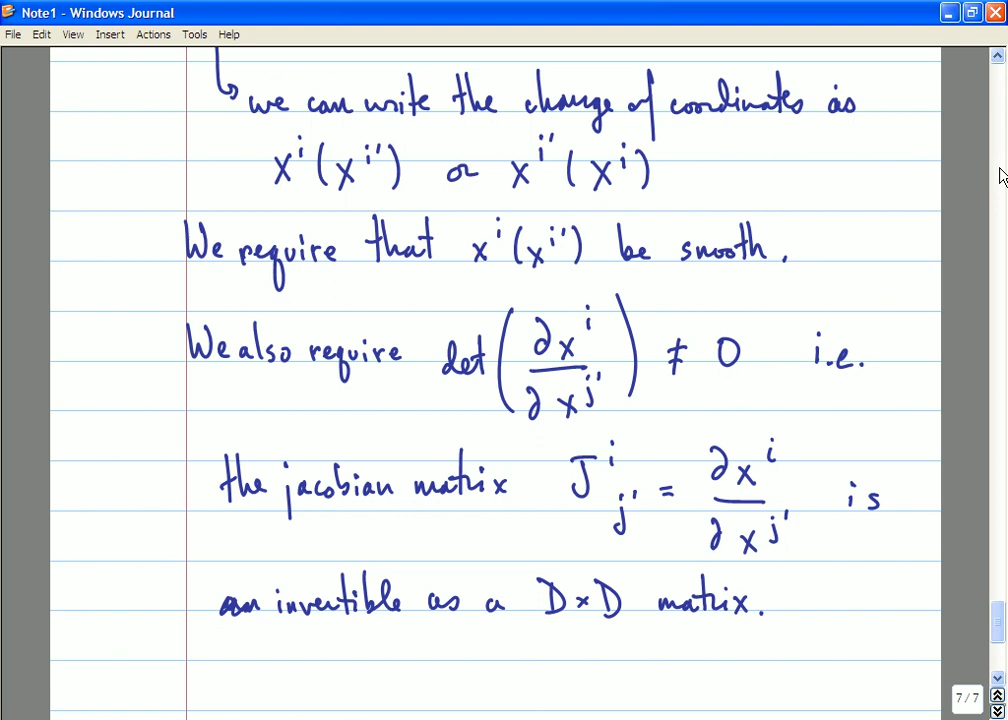 Note1 - Windows Journal
File Edit View Insert Actions Tools Help
↳ we can write the change of coordinates as
x^i (x^{i'}) or x^{i'} (x^i)
We require that x^i (x^{i'}) be smooth.
We also require det(∂x^i / ∂x^{j'}) ≠ 0 i.e.
the jacobian matrix J^i_{j'} = ∂x^i / ∂x^{j'} is
an invertible as a D×D matrix.
7/7